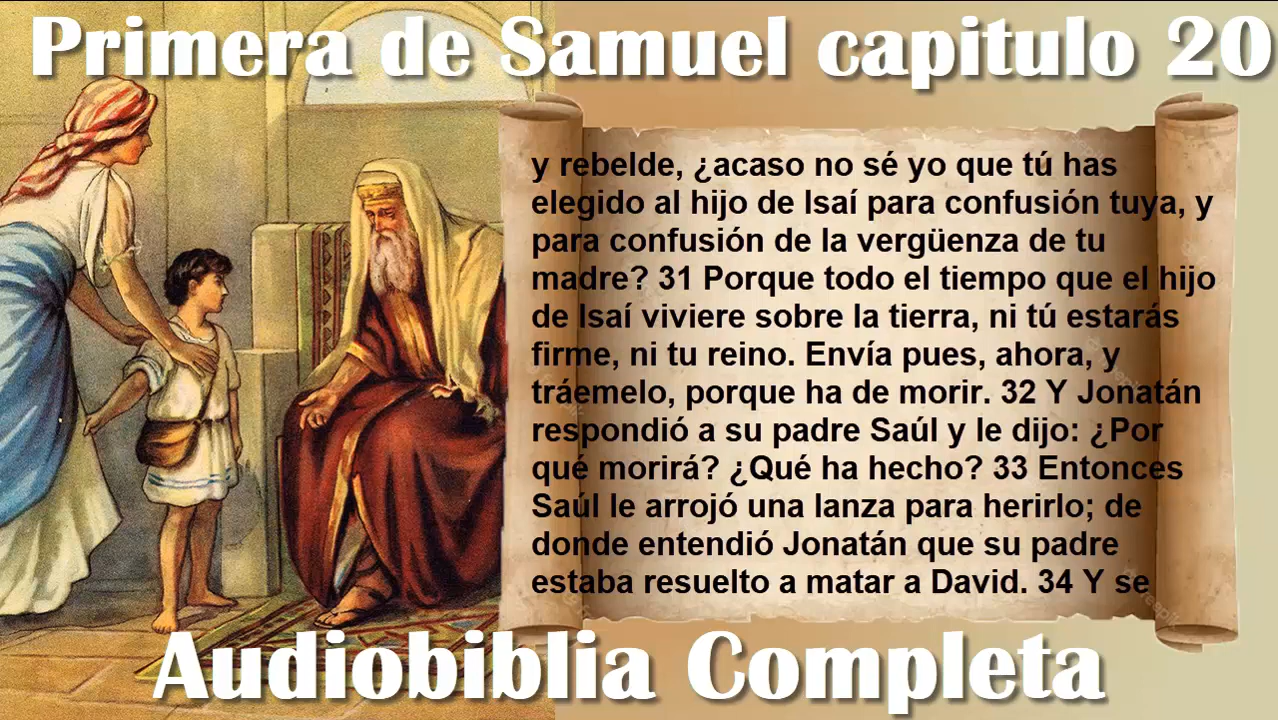 Primera de Samuel capitulo 20
y rebelde, ¿acaso no sé yo que tú has
elegido al hijo de Isaí para confusión tuya, y
para confusión de la vergüenza de tu
madre? 31 Porque todo el tiempo que el hijo
de Isaí viviere sobre la tierra, ni tú estarás
firme, ni tu reino. Envía pues, ahora, y
tráemelo, porque ha de morir. 32 Y Jonatán
respondió a su padre Saúl y le dijo: ¿Por
qué morirá? ¿Qué ha hecho? 33 Entonces
Saúl le arrojó una lanza para herirlo; de
donde entendió Jonatán que su padre
estaba resuelto a matar a David. 34 Y se
Audiobiblia Completa